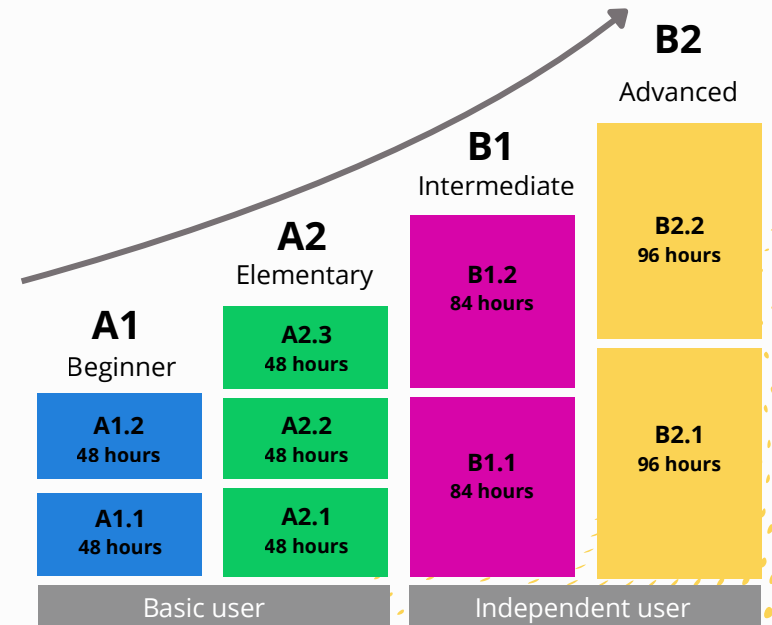 A1
Beginner
A1.2
48 hours
A1.1
48 hours
A2
Elementary
A2.3
48 hours
A2.2
48 hours
A2.1
48 hours
B1
Intermediate
B1.2
84 hours
B1.1
84 hours
B2
Advanced
B2.2
96 hours
B2.1
96 hours
Basic user
Independent user